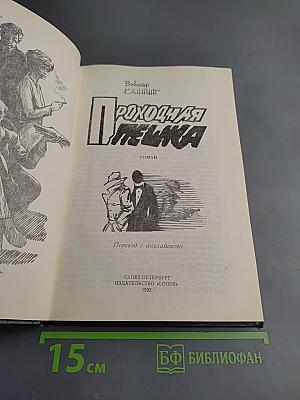 Виктор
КАННИНГ
ПРОХОДНАЯ
ПЕШКА
РОМАН
Перевод с английского
САНКТ-ПЕТЕРБУРГ
ИЗДАТЕЛЬСТВО «LOGOS»
1992
15 см
БФ БИБЛИОФАН